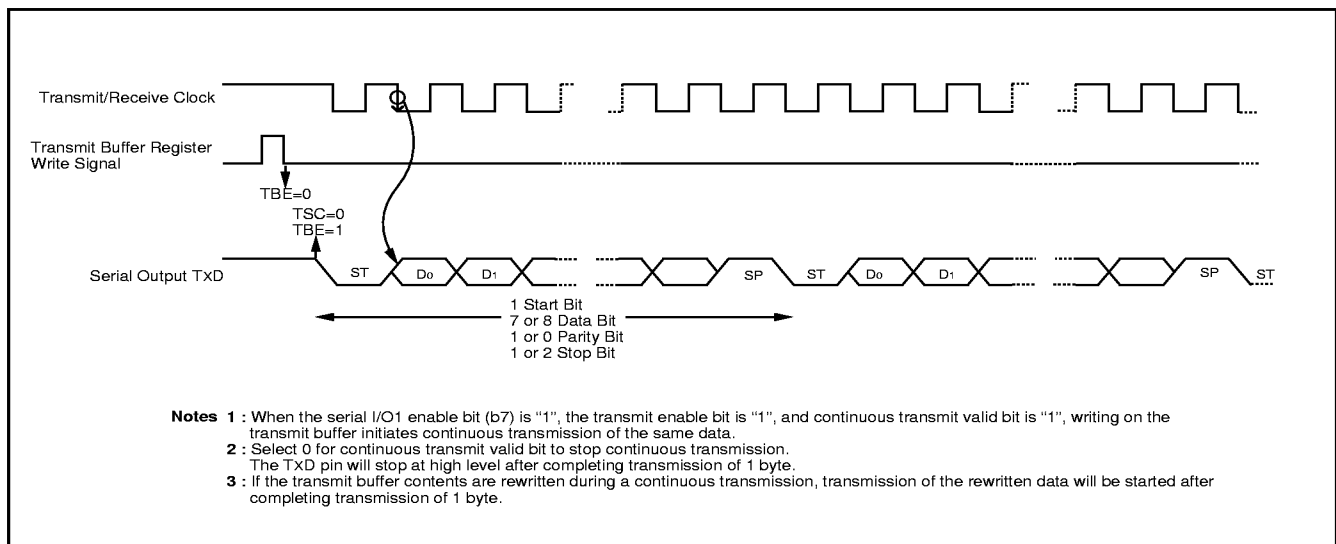 Transmit/Receive Clock
Transmit Buffer Register
Write Signal
TBE=0
TSC=0
TBE=1
Serial Output TXD
ST
D0
D1
SP
ST
D0
D1
SP
ST
1 Start Bit
7 or 8 Data Bit
1 or 0 Parity Bit
1 or 2 Stop Bit
Notes 1 : When the serial I/O1 enable bit (b7) is “1”, the transmit enable bit is “1”, and continuous transmit valid bit is “1”, writing on the
transmit buffer initiates continuous transmission of the same data.
2 : Select 0 for continuous transmit valid bit to stop continuous transmission.
The TXD pin will stop at high level after completing transmission of 1 byte.
3 : If the transmit buffer contents are rewritten during a continuous transmission, transmission of the rewritten data will be started after
completing transmission of 1 byte.